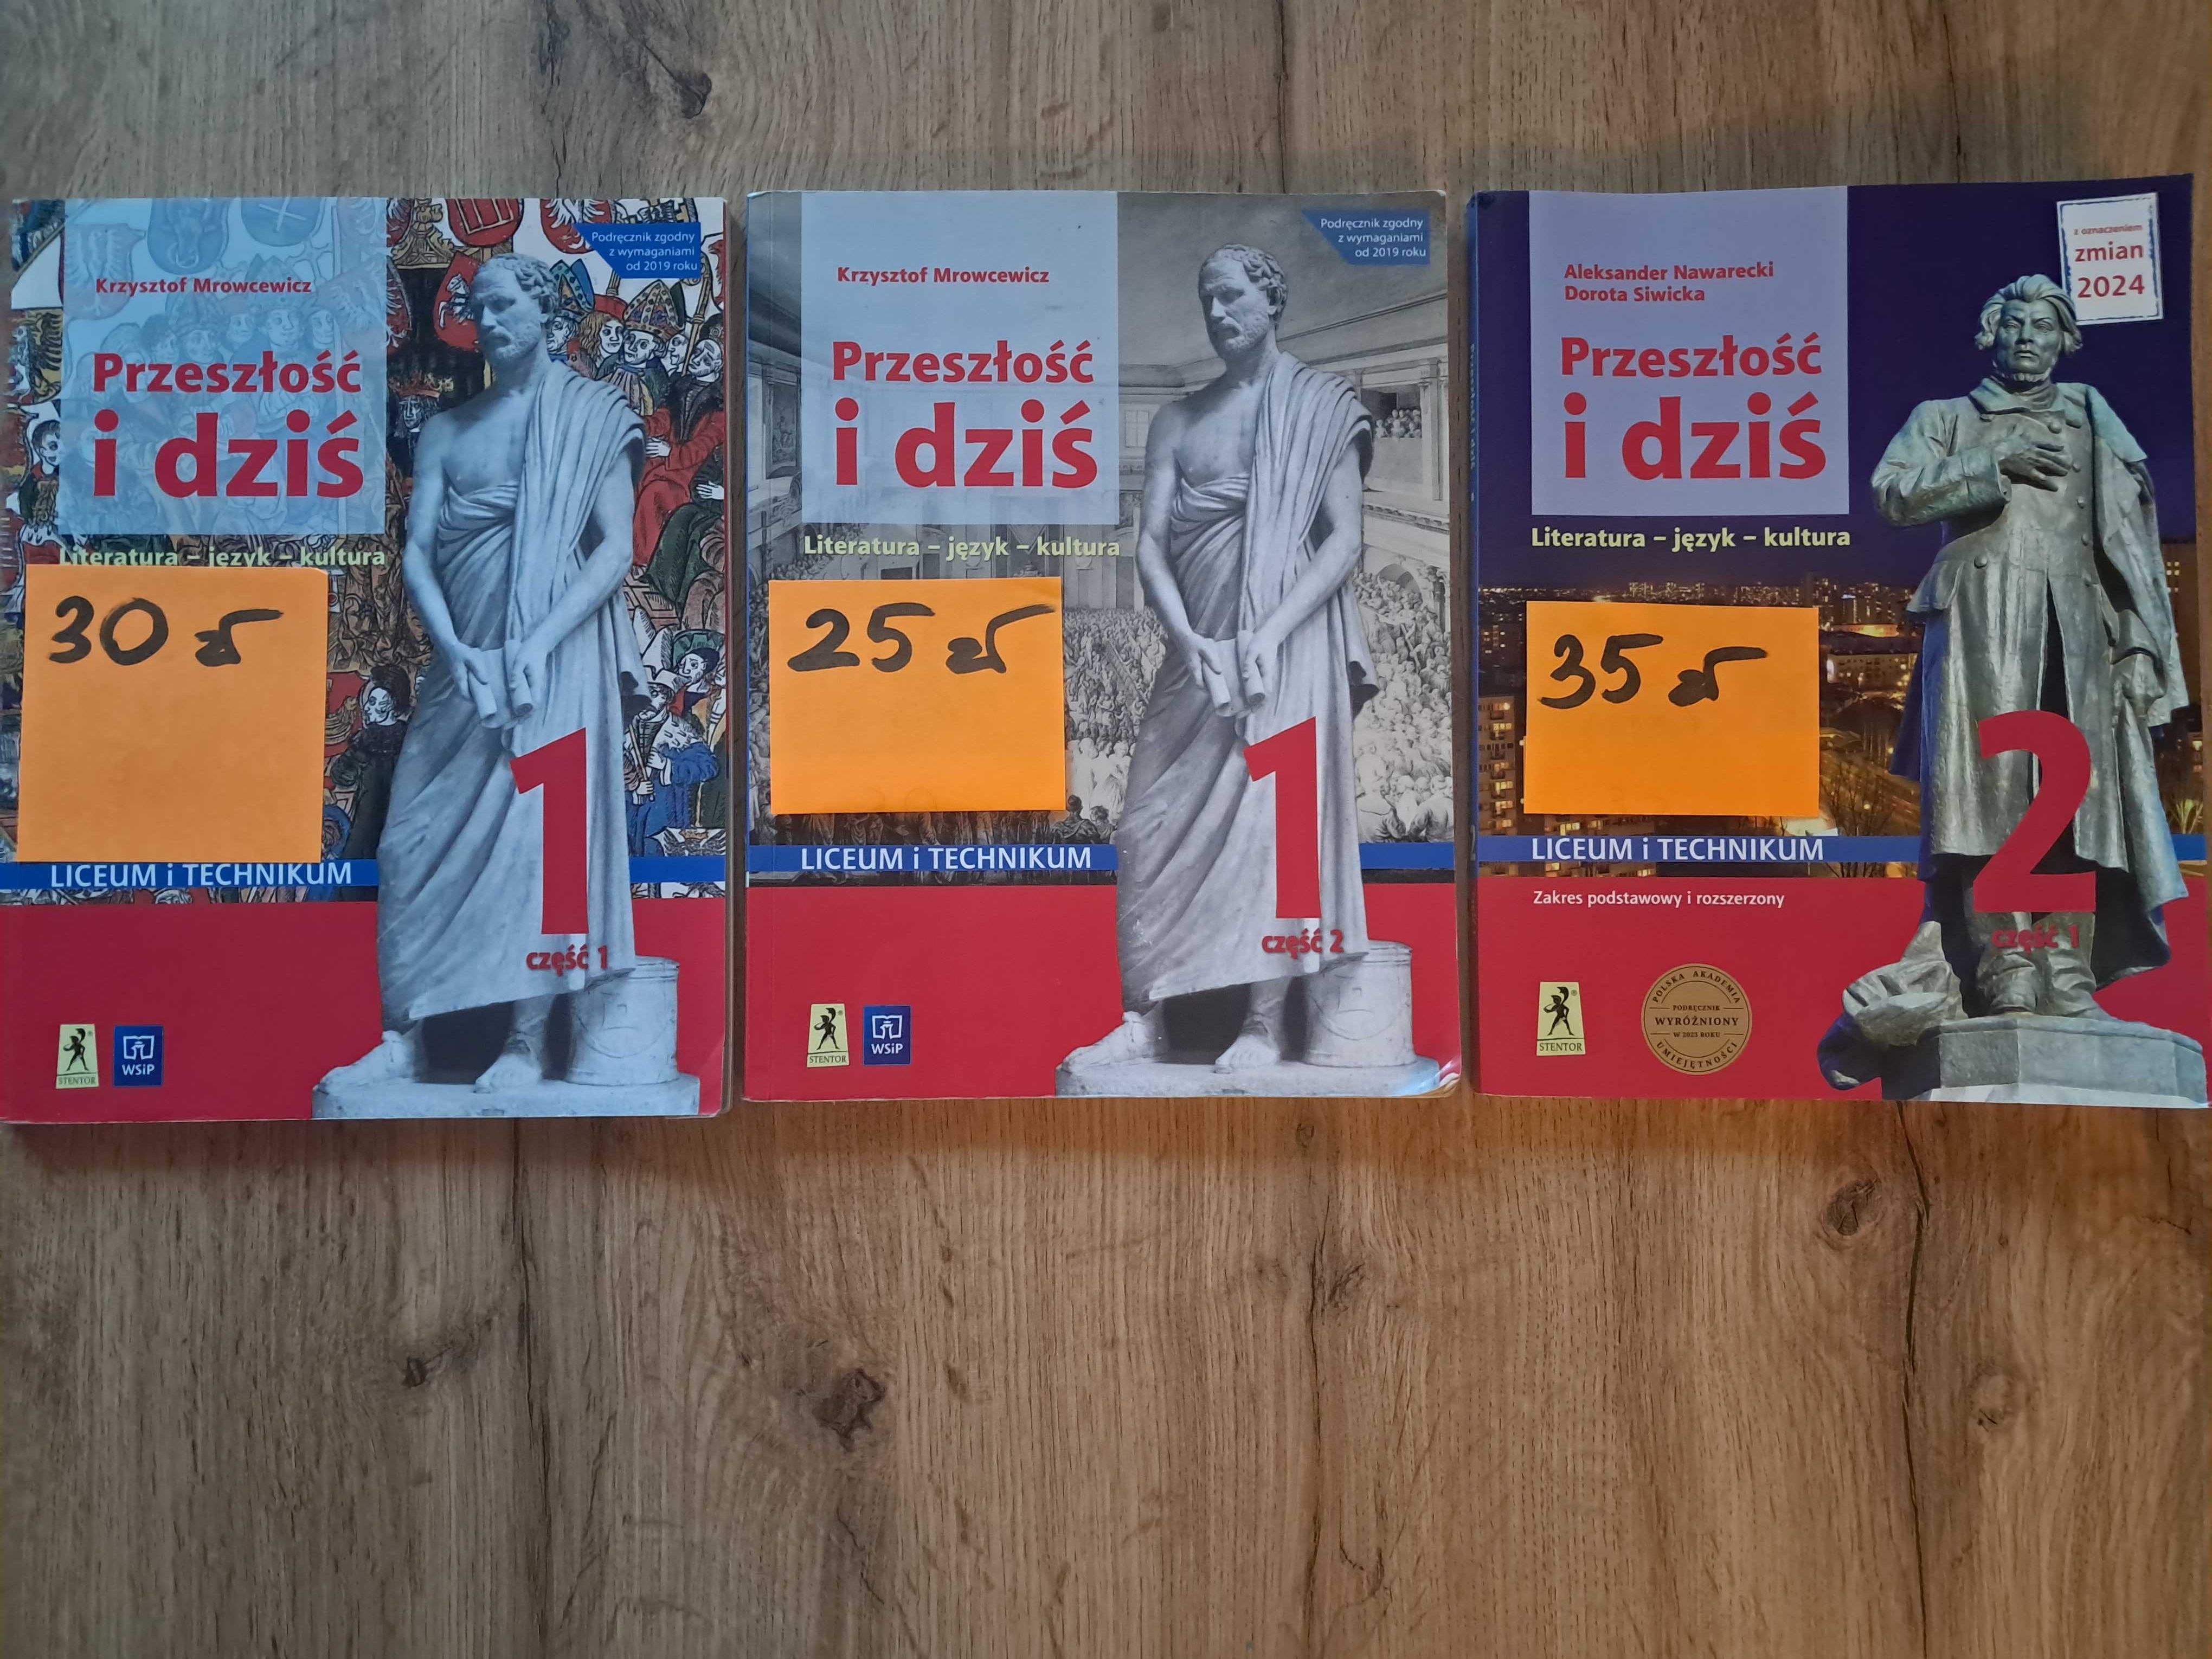 Krzysztof Mrowcewicz
Przeszłość
i dziś
Literatura – język – kultura
Podręcznik zgodny
z wymaganiami
od 2019 roku
30 zł
1
część 1
LICEUM i TECHNIKUM
STENTOR
WSiP
Krzysztof Mrowcewicz
Przeszłość
i dziś
Literatura – język – kultura
Podręcznik zgodny
z wymaganiami
od 2019 roku
25 zł
1
część 2
LICEUM i TECHNIKUM
STENTOR
WSiP
Aleksander Nawarecki
Dorota Siwicka
Przeszłość
i dziś
Literatura – język – kultura
z oznaczeniem
zmian
2024
35 zł
2
część 1
LICEUM i TECHNIKUM
Zakres podstawowy i rozszerzony
STENTOR
POLSKA AKADEMIA
PODRĘCZNIK
WYRÓŻNIONY
W 2023 ROKU
UMIEJĘTNOŚCI